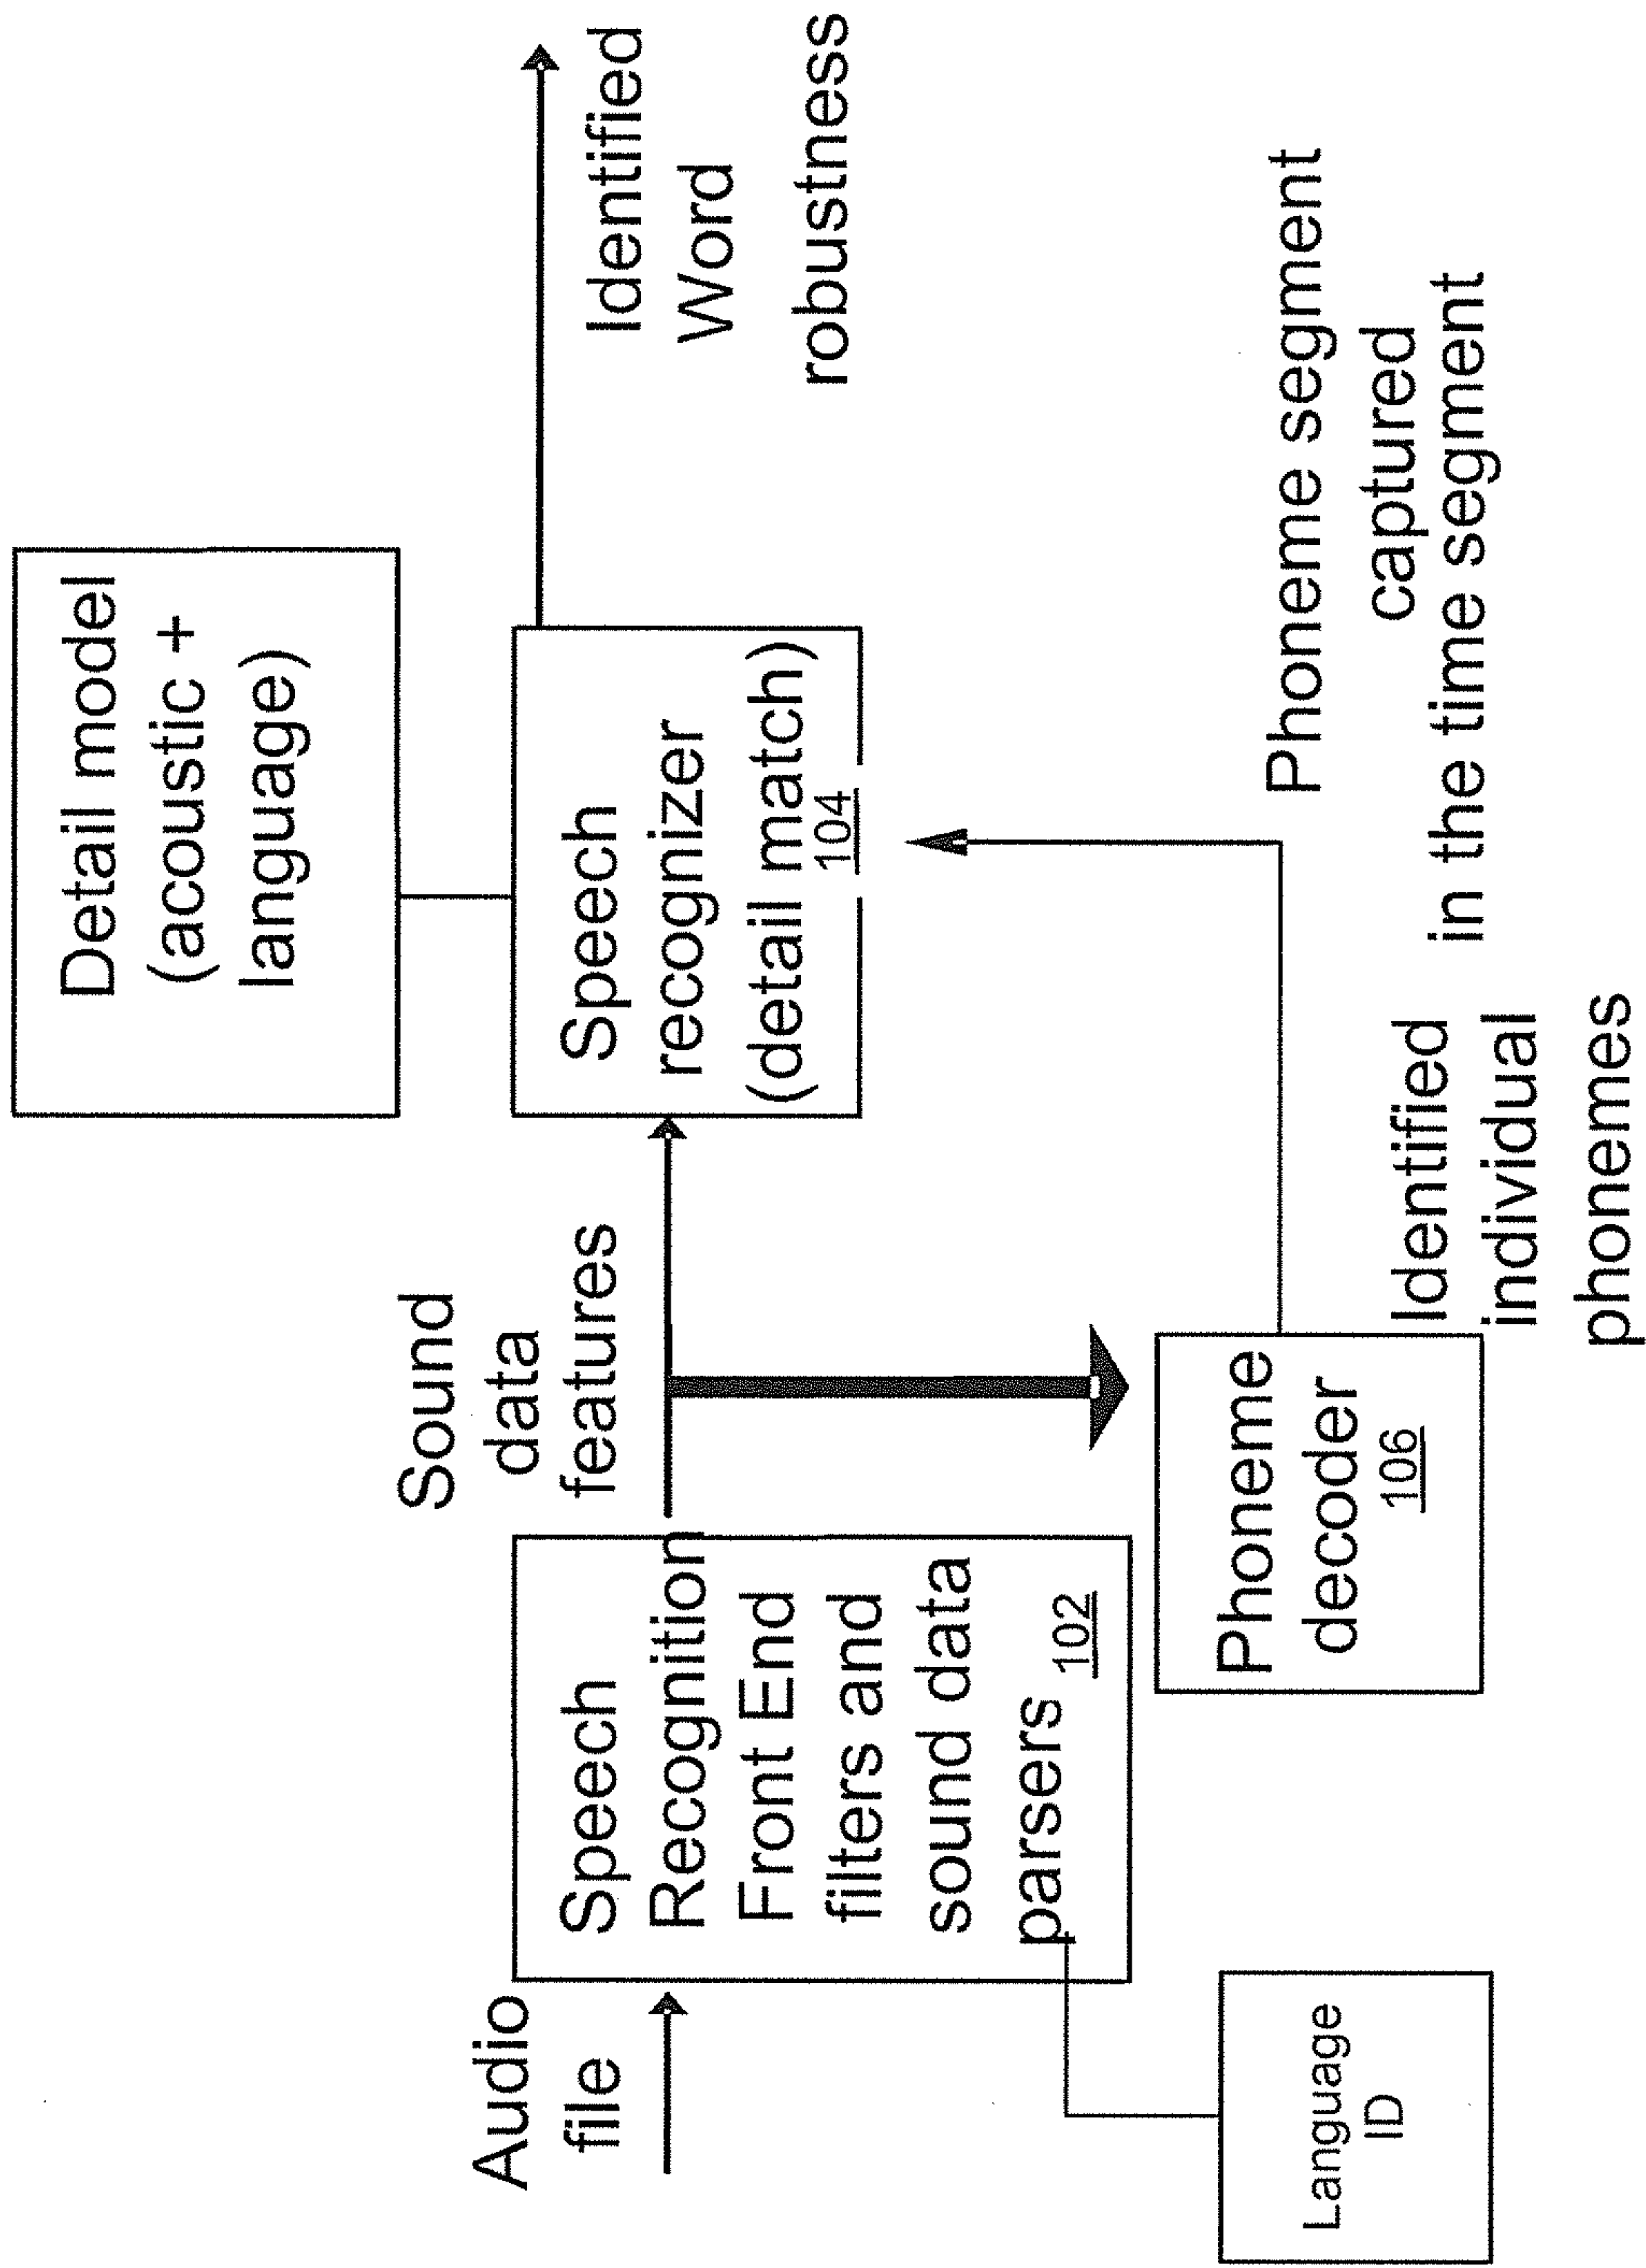 Audio
file
Speech
Recognition
Front End
filters and
sound data
parsers 102
Language
ID
Sound
data
features
Phoneme
decoder
106
Detail model
(acoustic +
language)
Speech
recognizer
(detail match)
104
Identified
individual
phonemes
Phoneme segment
captured
in the time segment
Identified
Word
robustness